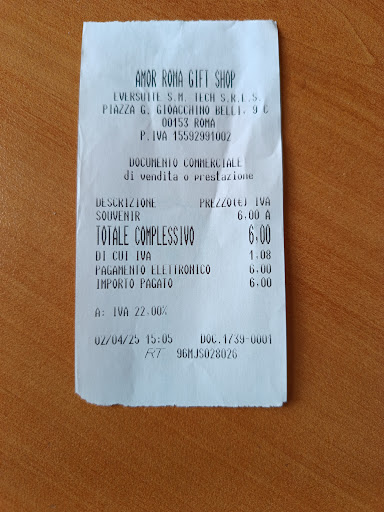 AMOR ROMA GIFT SHOP
EVERSUITE S.M. TECH S.R.L.S.
PIAZZA G. GIOACCHINO BELLI, 9 C
00153 ROMA
P.IVA 15592991002
DOCUMENTO COMMERCIALE
di vendita o prestazione
DESCRIZIONE PREZZO(€) IVA
SOUVENIR 6.00 A
TOTALE COMPLESSIVO 6.00
DI CUI IVA 1.08
PAGAMENTO ELETTRONICO 6.00
IMPORTO PAGATO 6.00
A: IVA 22.00%
02/04/25 15:05 DOC.1739-0001
RT 96MJS028026